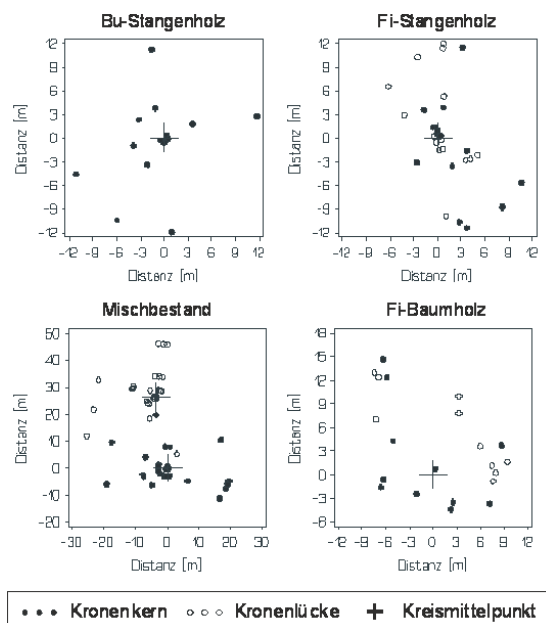 Bu-Stangenholz
Fi-Stangenholz
12
9
6
3
0
-3
-6
-9
-12
Distanz [m]
-12 -9 -6 -3 0 3 6 9 12
Distanz [m]
12
9
6
3
0
-3
-6
-9
-12
Distanz [m]
-12 -9 -6 -3 0 3 6 9 12
Distanz [m]
Mischbestand
Fi-Baumholz
50
40
30
20
10
0
-10
-20
Distanz [m]
-30 -20 -10 0 10 20 30
Distanz [m]
18
15
12
9
6
3
0
-3
-6
Distanz [m]
-12 -9 -6 -3 0 3 6 9 12
Distanz [m]
Kronenkern Kronenlücke Kreismittelpunkt